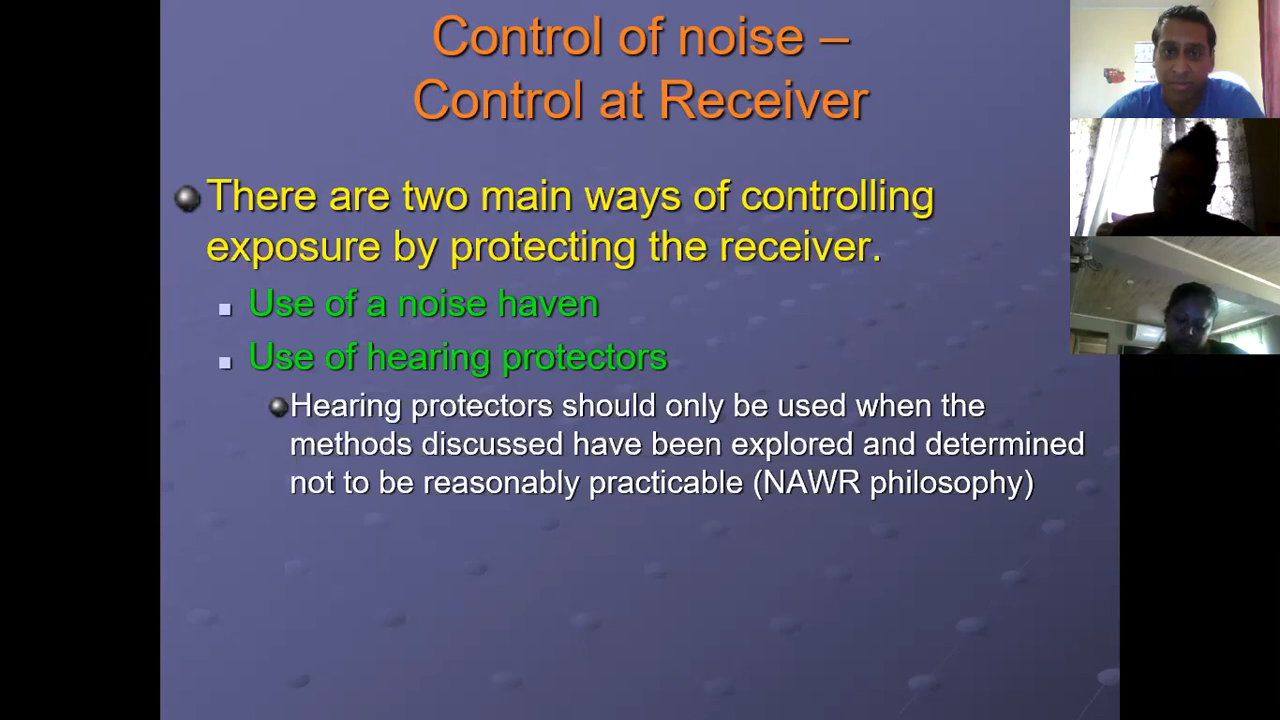 Control of noise –
Control at Receiver
There are two main ways of controlling
exposure by protecting the receiver.
Use of a noise haven
Use of hearing protectors
Hearing protectors should only be used when the
methods discussed have been explored and determined
not to be reasonably practicable (NAWR philosophy)